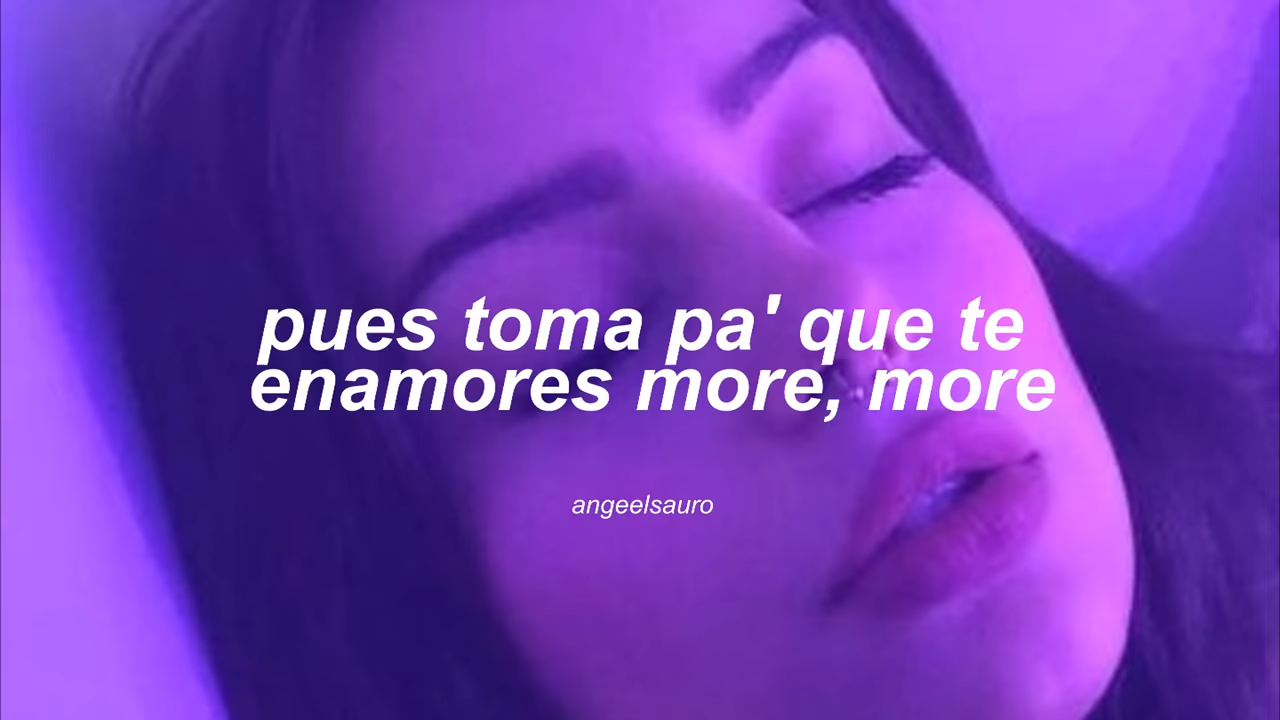 pues toma pa' que te
enamores more, more
angeelsauro